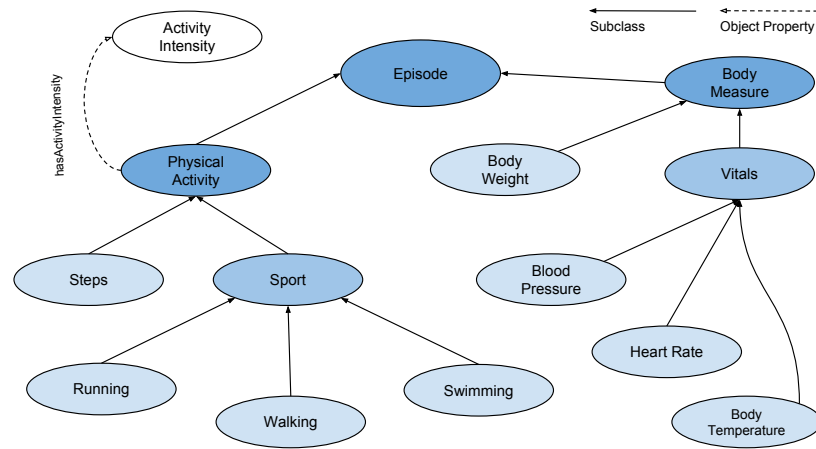 Activity
Intensity
Subclass
Object Property
Episode
Body
Measure
hasActivityIntensity
Physical
Activity
Body
Weight
Vitals
Steps
Sport
Blood
Pressure
Heart Rate
Running
Swimming
Walking
Body
Temperature